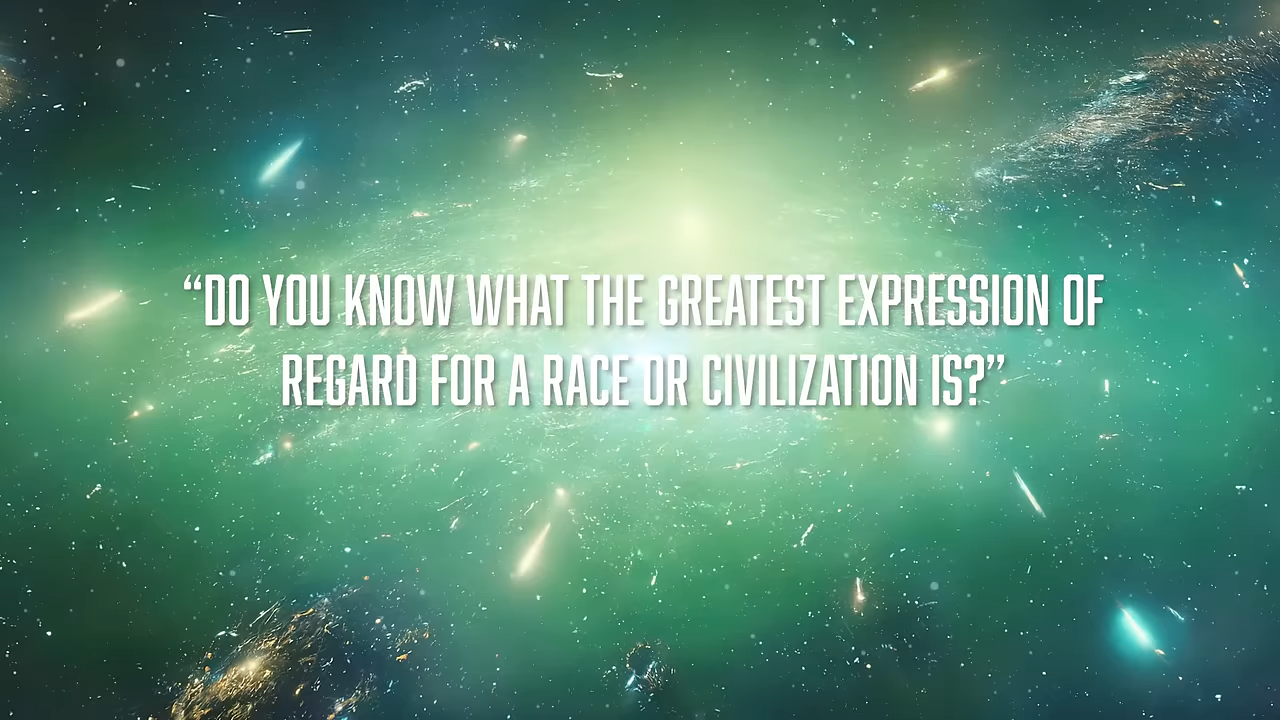 “DO YOU KNOW WHAT THE GREATEST EXPRESSION OF
REGARD FOR A RACE OR CIVILIZATION IS?”